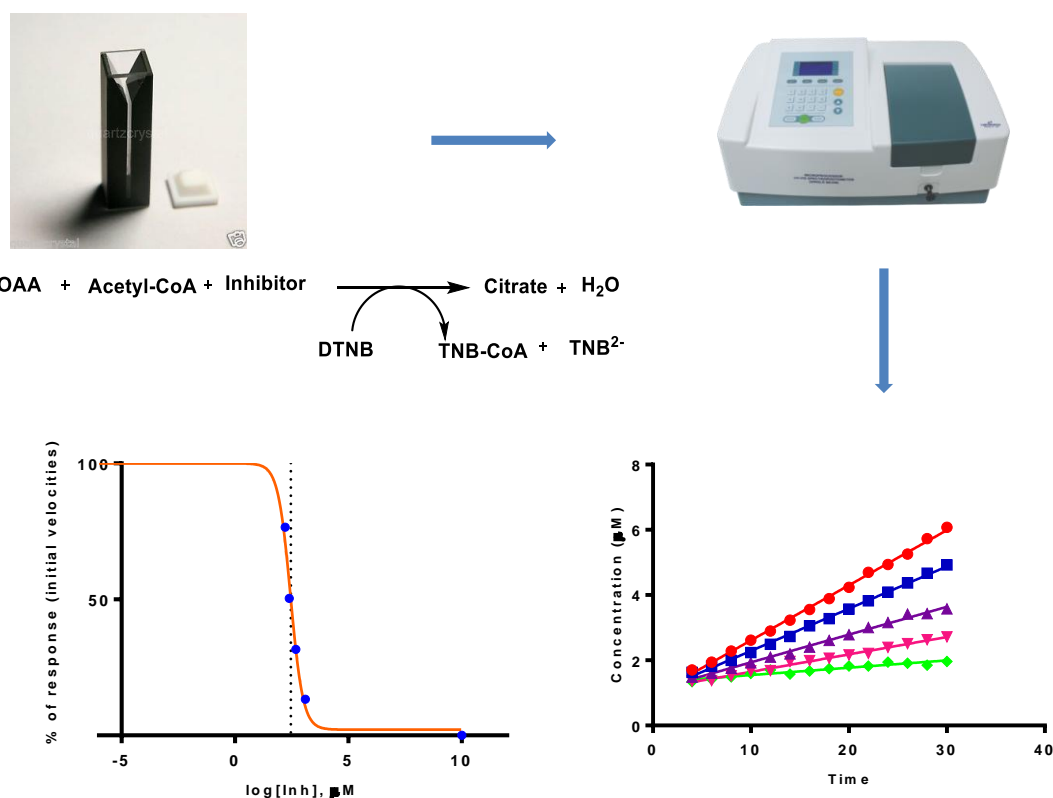 OAA + Acetyl-CoA + Inhibitor Citrate + H2O
DTNB TNB-CoA + TNB2-
% of response (initial velocities)
100
50
-5 0 5 10
log[Inh], μM
Concentration (μM)
8
6
4
2
0
0 10 20 30 40
Time